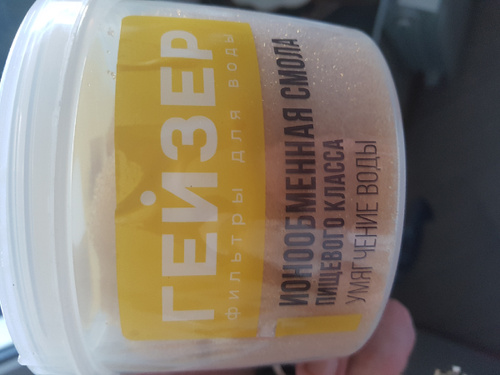 ГЕЙЗЕР
фильтры для воды
ИОНООБМЕННАЯ СМОЛА
ПИЩЕВОГО КЛАССА
УМЯГЧЕНИЕ ВОДЫ